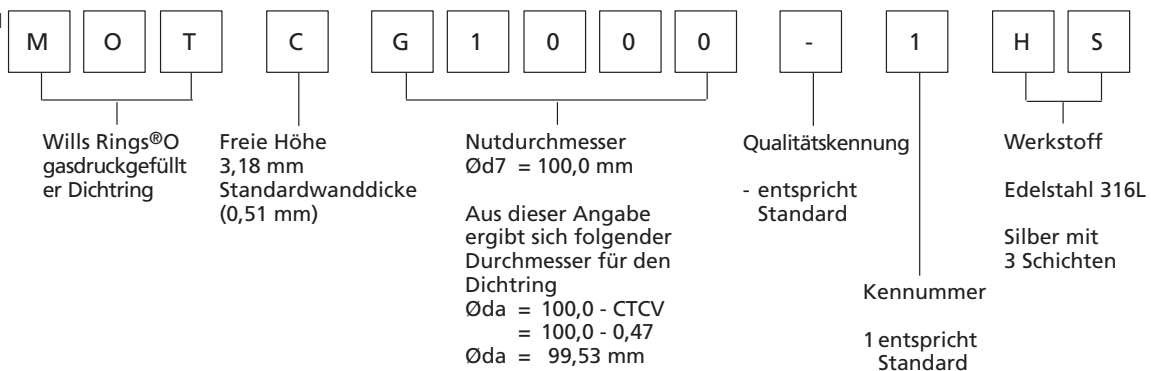 M O T C G 1 0 0 0 - 1 H S
Wills Rings®O
gasdruckgefüllt
er Dichtring
Freie Höhe
3,18 mm
Standardwanddicke
(0,51 mm)
Nutdurchmesser
Ød7 = 100,0 mm
Aus dieser Angabe
ergibt sich folgender
Durchmesser für den
Dichtring
Øda = 100,0 - CTCV
= 100,0 - 0,47
Øda = 99,53 mm
Qualitätskennung
- entspricht
Standard
Kennummer
1 entspricht
Standard
Werkstoff
Edelstahl 316L
Silber mit
3 Schichten